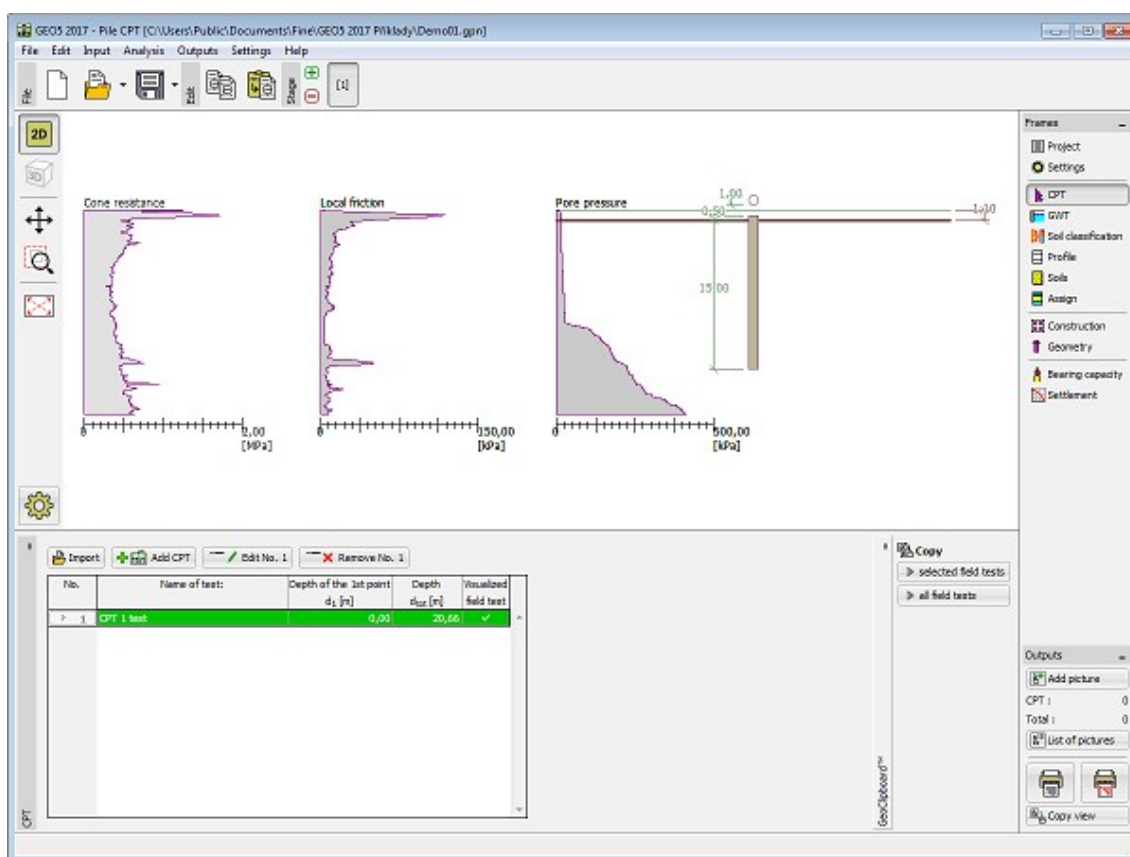 GEO5 2017 - Pile CPT [C:\Users\Public\Documents\Fine\GEO5 2017 Příklady\Demo01.gpn]
File Edit Input Analysis Outputs Settings Help
File
Edit
Stage
[1]
2D
3D
Cone resistance
0
2,00
[MPa]
Local friction
0
150,00
[kPa]
Pore pressure
0
500,00
[kPa]
1,00
0,50
15,00
1,10
Frames
Project
Settings
CPT
GWT
Soil classification
Profile
Soils
Assign
Construction
Geometry
Bearing capacity
Settlement
Import
Add CPT
Edit No. 1
Remove No. 1
No. Name of test: Depth of the 1st point Depth Visualized
d1 [m] dtot [m] field test
1 CPT 1 test 0,00 20,66
CPT
Copy
selected field tests
all field tests
GeoClipboard™
Outputs
Add picture
CPT : 0
Total : 0
List of pictures
Copy view